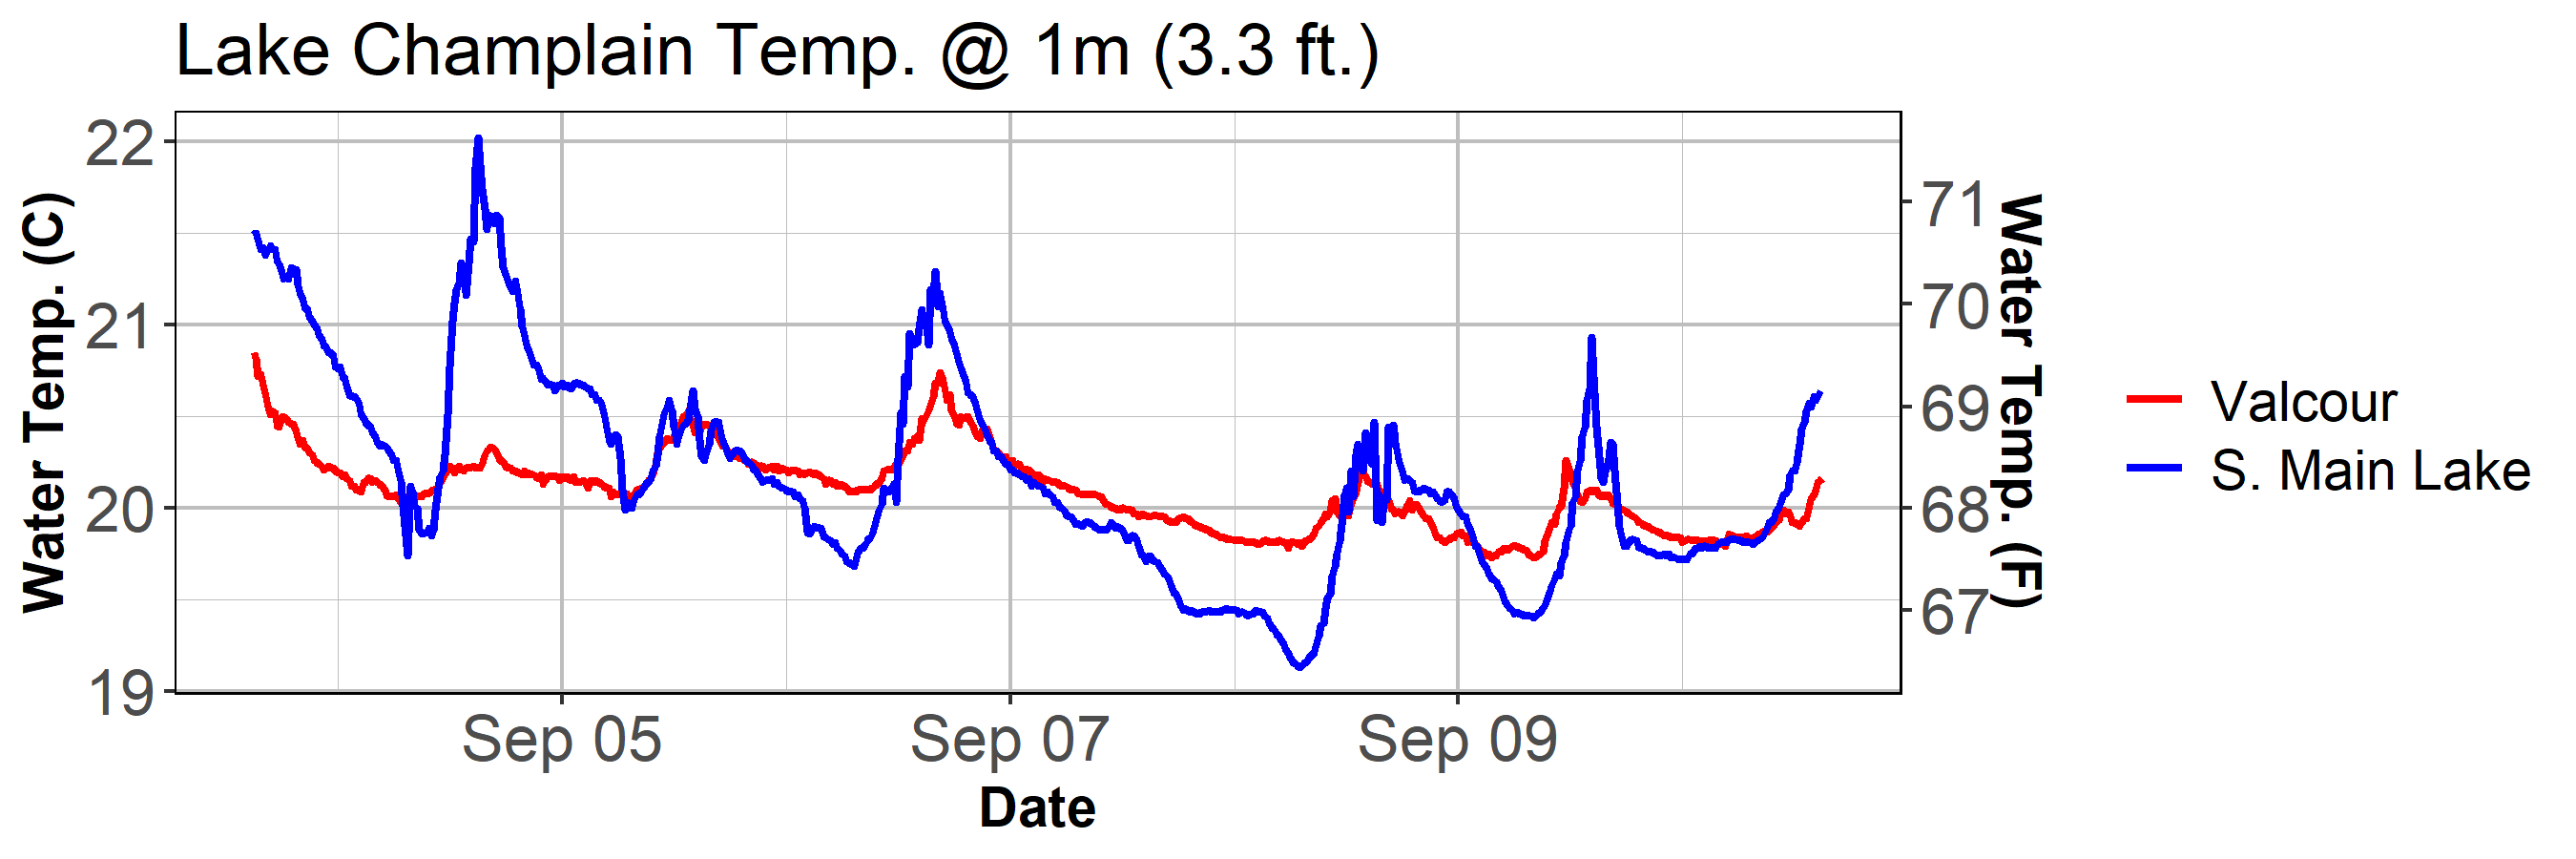 Lake Champlain Temp. @ 1m (3.3 ft.)
Water Temp. (C)
22
21
20
19
71
70
69
68
67
Water Temp. (F)
Sep 05
Sep 07
Sep 09
Date
Valcour
S. Main Lake